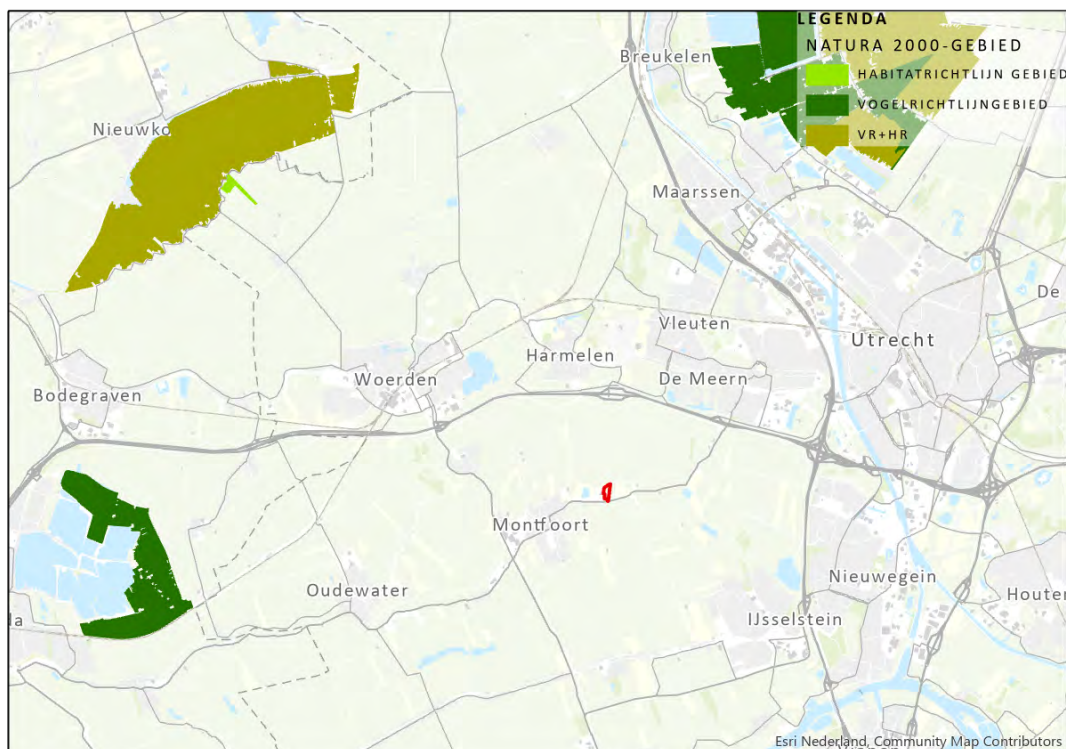 LEGENDA
NATURA 2000-GEBIED
HABITATRICHTLIJN GEBIED
VOGELRICHTLIJNGEBIED
VR+HR
Breukelen
Nieuwko
Maarssen
De
Vleuten
Utrecht
Harmelen
Woerden
De Meern
Bodegraven
Montfoort
Nieuwegein
Oudewater
Houten
IJsselstein
da
Esri Nederland, Community Map Contributors